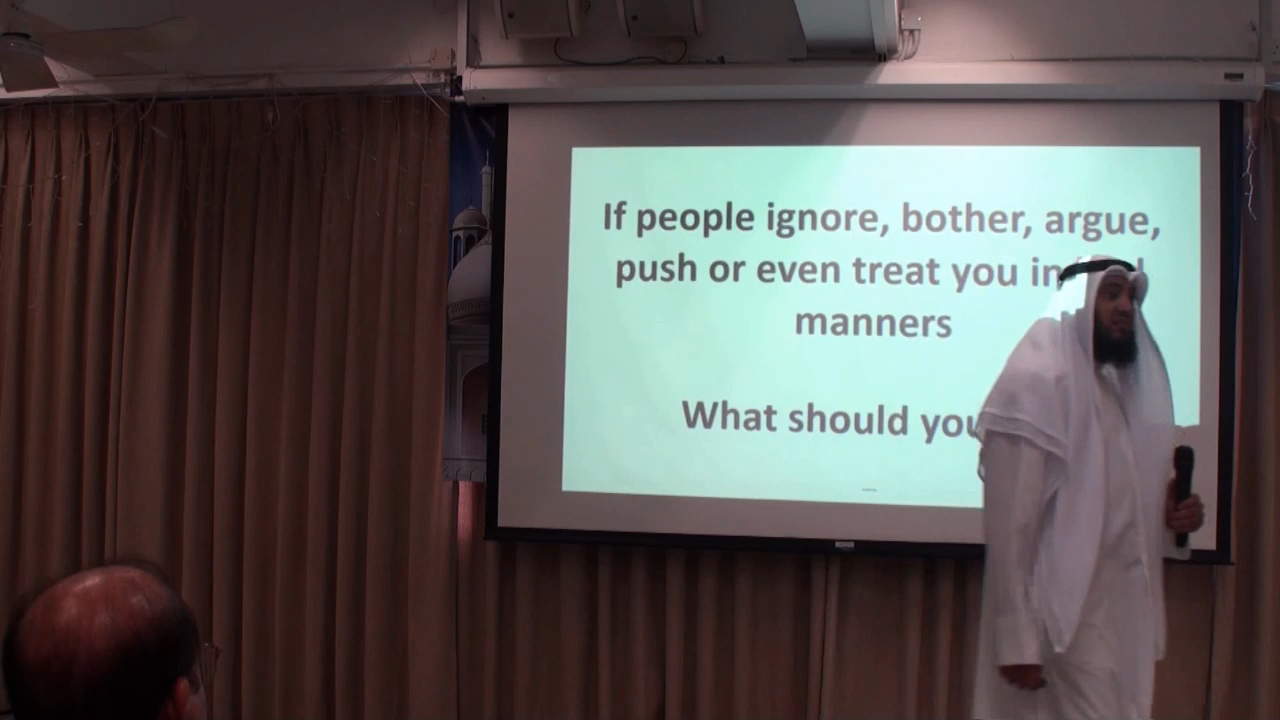 If people ignore, bother, argue,
push or even treat you in
manners
What should you